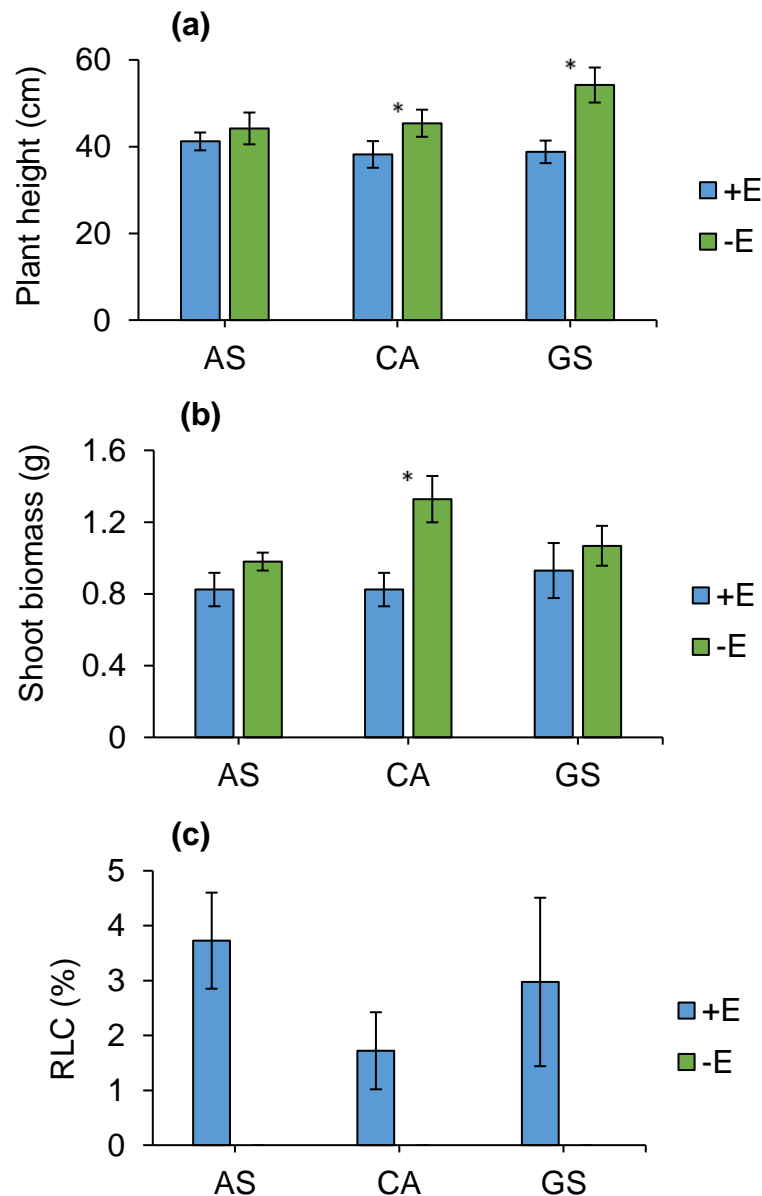 (a)
Plant height (cm)
60
40
20
0
*
*
AS CA GS
+E
-E
(b)
Shoot biomass (g)
1.6
1.2
0.8
0.4
0
*
AS CA GS
+E
-E
(c)
RLC (%)
5
4
3
2
1
0
AS CA GS
+E
-E